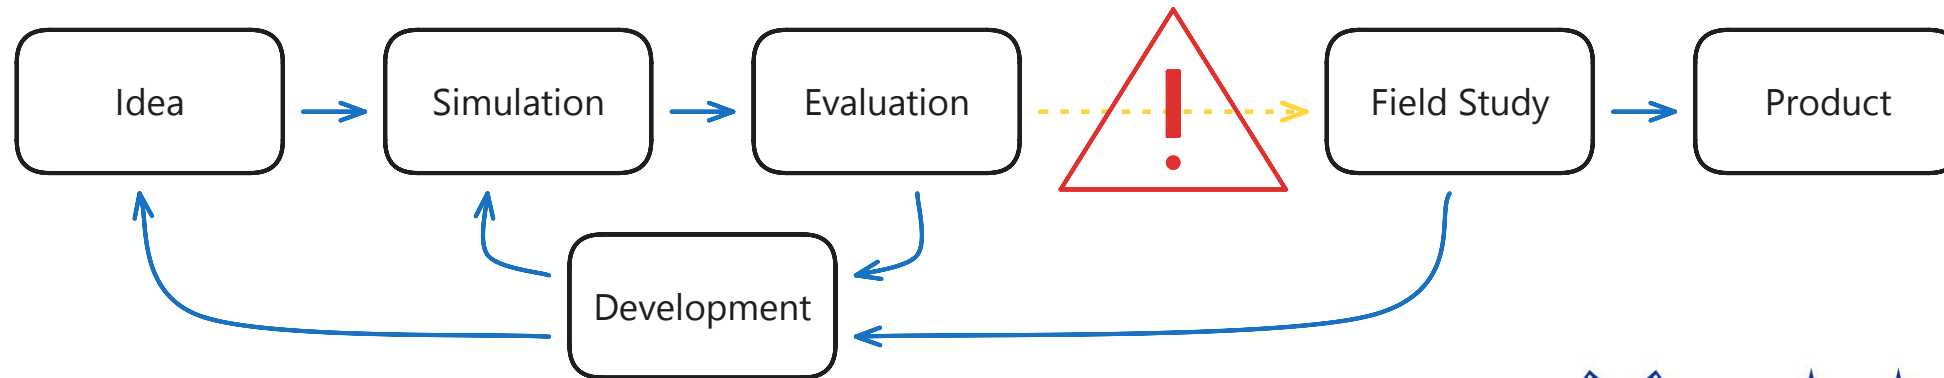 Idea
Simulation
Evaluation
Field Study
Product
Development